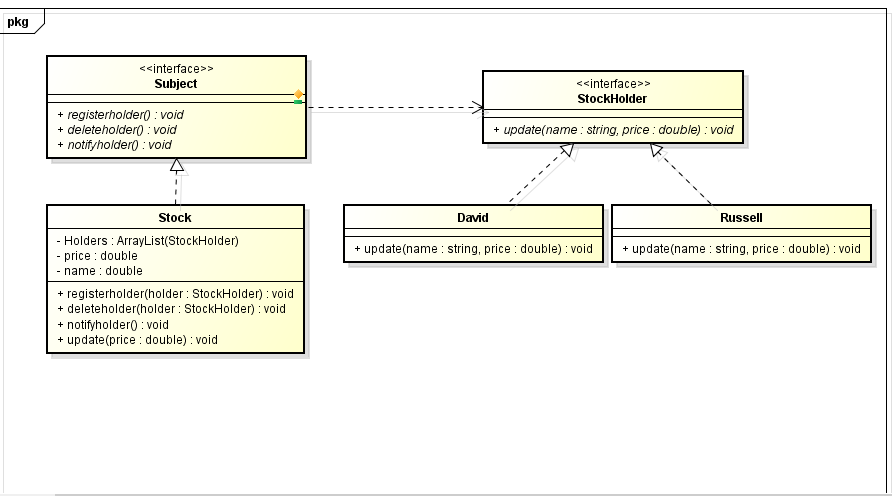 pkg
<<interface>>
Subject
+ registerholder() : void
+ deleteholder() : void
+ notifyholder() : void
<<interface>>
StockHolder
+ update(name : string, price : double) : void
Stock
- Holders : ArrayList(StockHolder)
- price : double
- name : double
+ registerholder(holder : StockHolder) : void
+ deleteholder(holder : StockHolder) : void
+ notifyholder() : void
+ update(price : double) : void
David
+ update(name : string, price : double) : void
Russell
+ update(name : string, price : double) : void